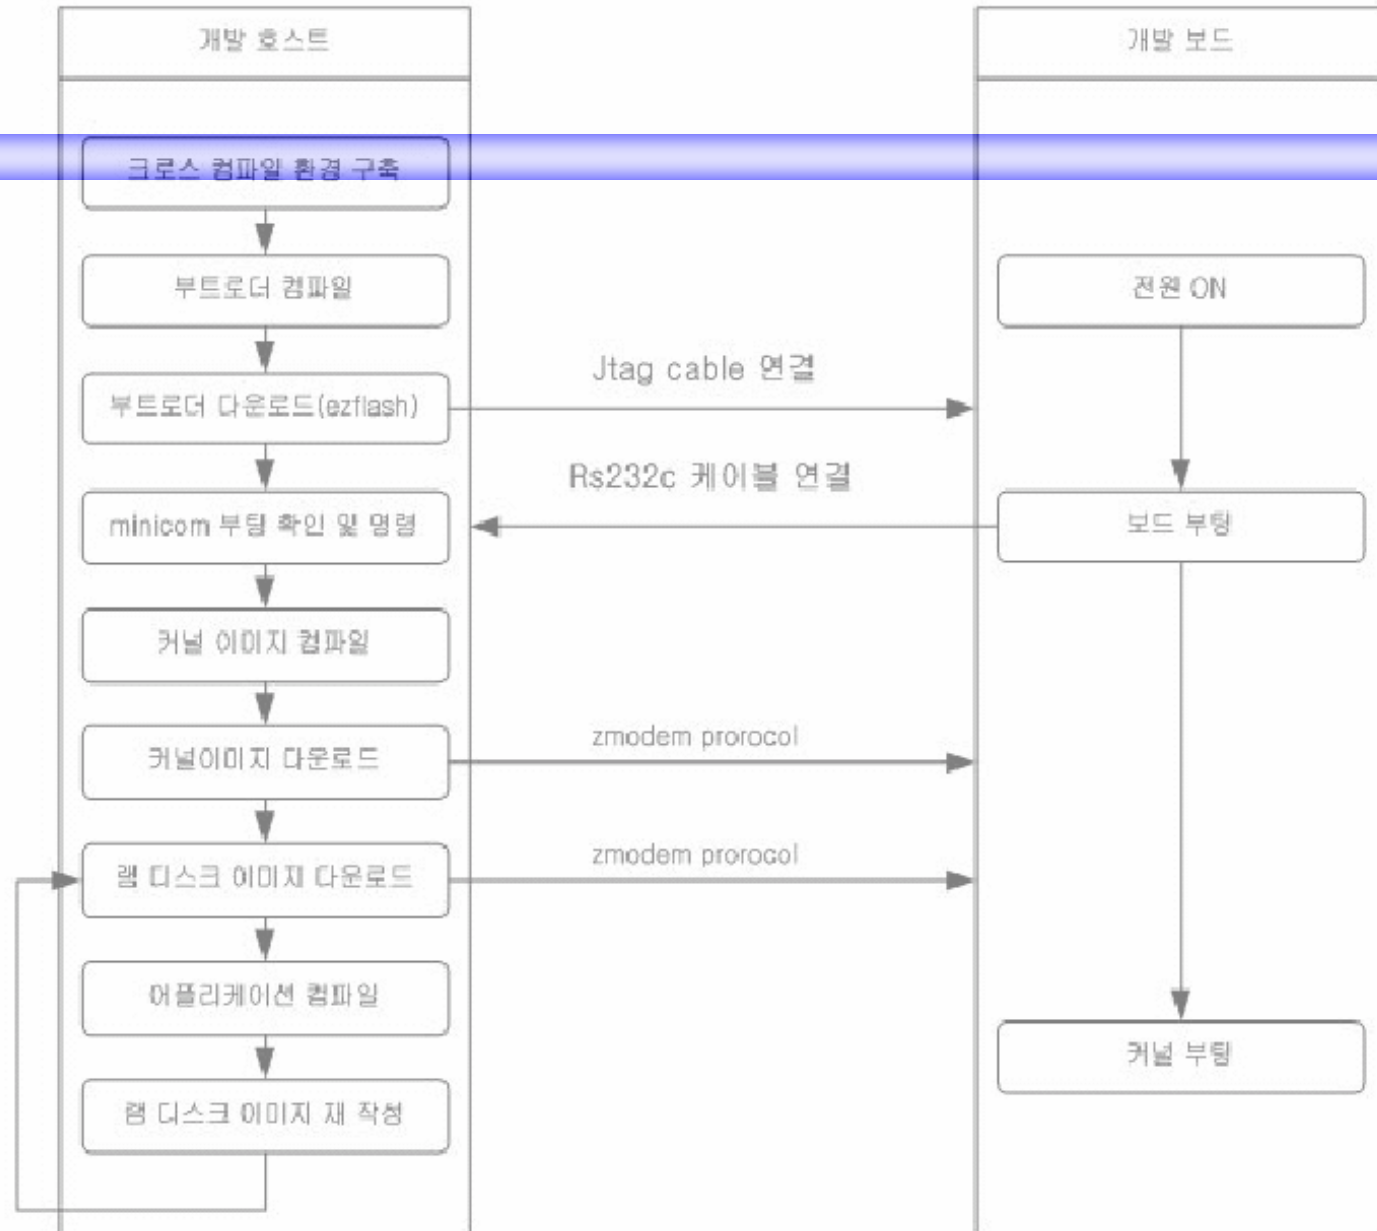 개발 호스트
개발 보드
크로스 컴파일 환경 구축
부트로더 컴파일
전원 ON
Jtag cable 연결
부트로더 다운로드(ezflash)
Rs232c 케이블 연결
minicom 부팅 확인 및 명령
보드 부팅
커널 이미지 컴파일
zmodem prorocol
커널이미지 다운로드
zmodem prorocol
램 디스크 이미지 다운로드
어플리케이션 컴파일
커널 부팅
램 디스크 이미지 재 작성